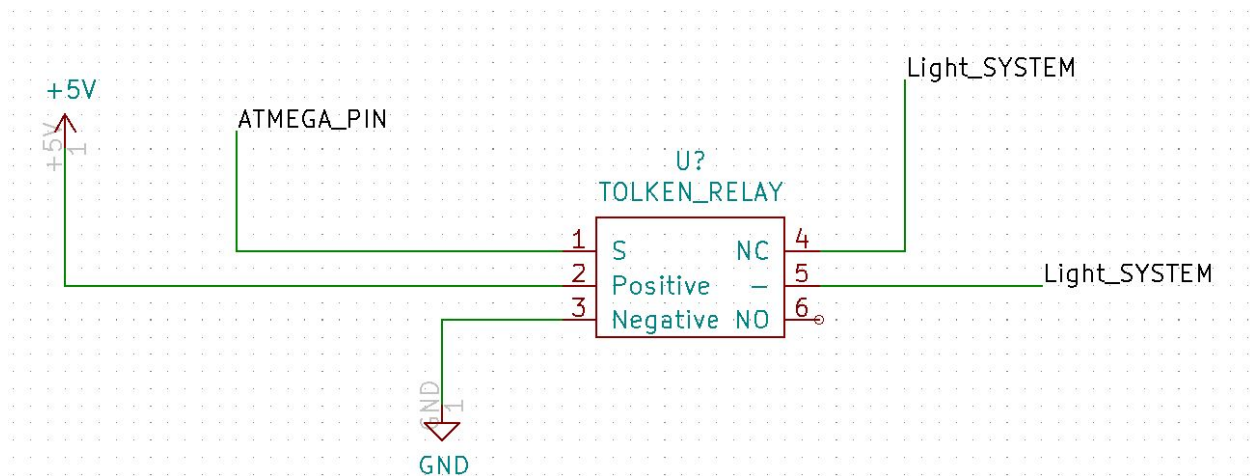 Light_SYSTEM
+5V
ATMEGA_PIN
+5V
1
U?
TOLKEN_RELAY
1 S NC 4
2 Positive – 5
Light_SYSTEM
3 Negative NO 6
GND
1
GND